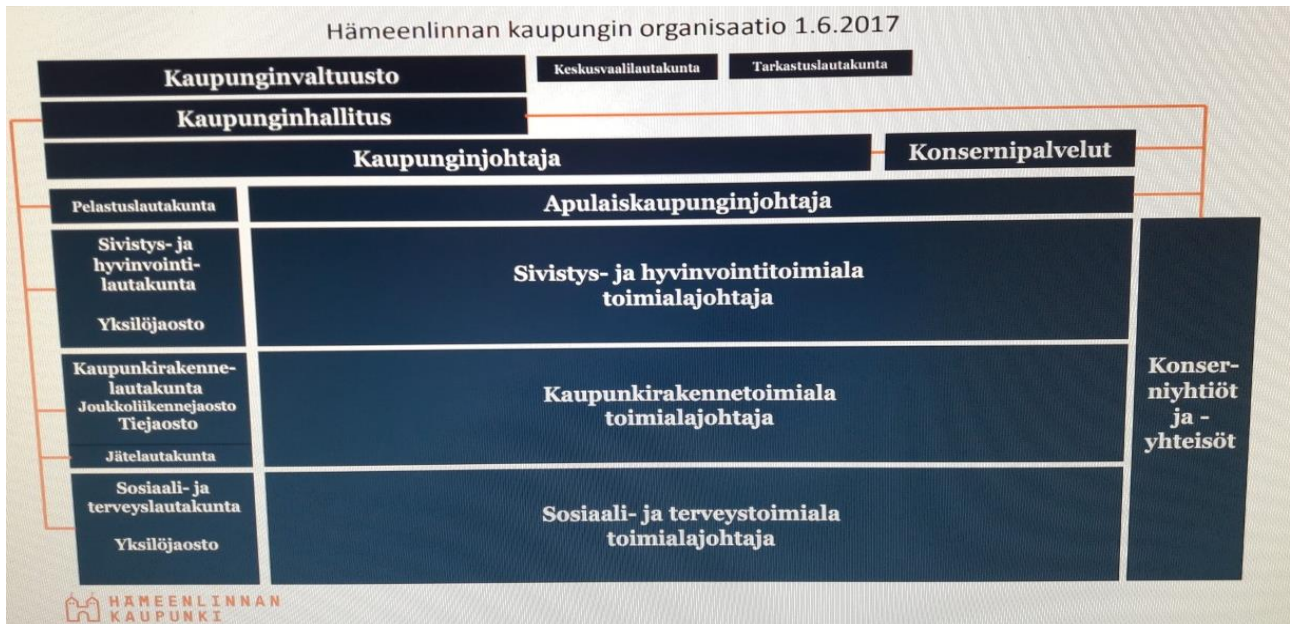 Hämeenlinnan kaupungin organisaatio 1.6.2017
Kaupunginvaltuusto
Keskusvaalilautakunta
Tarkastuslautakunta
Kaupunginhallitus
Kaupunginjohtaja
Konsernipalvelut
Pelastuslautakunta
Apulaiskaupunginjohtaja
Sivistys- ja
hyvinvointi-
lautakunta
Yksilöjaosto
Sivistys- ja hyvinvointitoimiala
toimialajohtaja
Kaupunkirakenne-
lautakunta
Joukkoliikennejaosto
Tiejaosto
Jätelautakunta
Kaupunkirakennetoimiala
toimialajohtaja
Sosiaali- ja
terveyslautakunta
Yksilöjaosto
Sosiaali- ja terveystoimiala
toimialajohtaja
Konser-
niyhtiöt
ja -
yhteisöt
HÄMEENLINNAN
KAUPUNKI